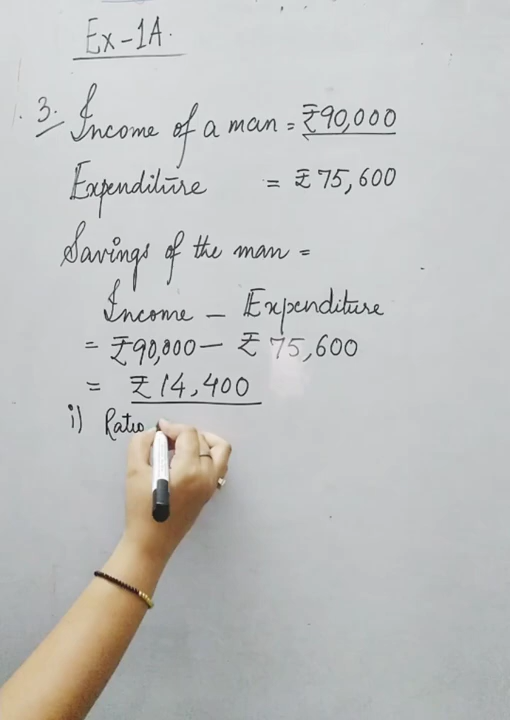 Ex-1A.
3. Income of a man = ₹90,000
Expenditure = ₹75,600
Savings of the man =
Income - Expenditure
= ₹90,000 - ₹75,600
= ₹14,400
i) Ratio